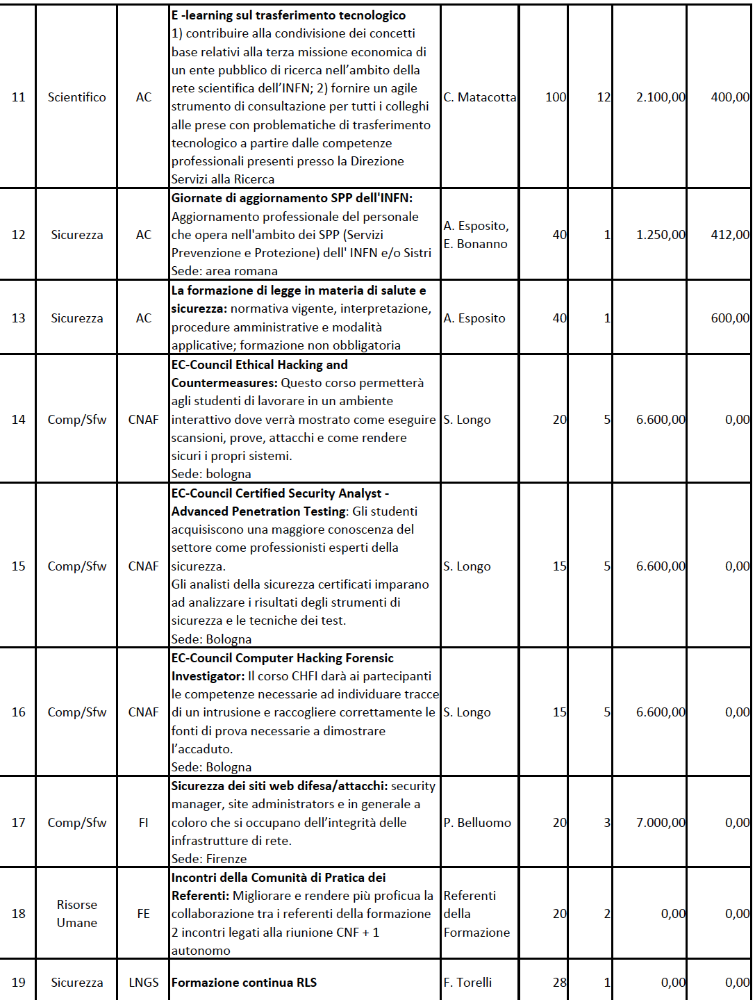 E -learning sul trasferimento tecnologico
1) contribuire alla condivisione dei concetti
base relativi alla terza missione economica di
un ente pubblico di ricerca nell’ambito della
rete scientifica dell’INFN; 2) fornire un agile
11 Scientifico AC strumento di consultazione per tutti i colleghi C. Matacotta 100 12 2.100,00 400,00
alle prese con problematiche di trasferimento
tecnologico a partire dalle competenze
professionali presenti presso la Direzione
Servizi alla Ricerca
Giornate di aggiornamento SPP dell'INFN:
Aggiornamento professionale del personale
12 Sicurezza AC che opera nell'ambito dei SPP (Servizi A. Esposito, E. Bonanno 40 1 1.250,00 412,00
Prevenzione e Protezione) dell' INFN e/o Sistri
Sede: area romana
La formazione di legge in materia di salute e
13 Sicurezza AC sicurezza: normativa vigente, interpretazione, A. Esposito 40 1 600,00
procedure amministrative e modalità
applicative; formazione non obbligatoria
EC-Council Ethical Hacking and
Countermeasures: Questo corso permetterà
agli studenti di lavorare in un ambiente
14 Comp/Sfw CNAF interattivo dove verrà mostrato come eseguire S. Longo 20 5 6.600,00 0,00
scansioni, prove, attacchi e come rendere
sicuri i propri sistemi.
Sede: bologna
EC-Council Certified Security Analyst -
Advanced Penetration Testing: Gli studenti
acquisiscono una maggiore conoscenza del
settore come professionisti esperti della
15 Comp/Sfw CNAF sicurezza. S. Longo 15 5 6.600,00 0,00
Gli analisti della sicurezza certificati imparano
ad analizzare i risultati degli strumenti di
sicurezza e le tecniche dei test.
Sede: Bologna
EC-Council Computer Hacking Forensic
Investigator: Il corso CHFI darà ai partecipanti
le competenze necessarie ad individuare tracce
16 Comp/Sfw CNAF di un intrusione e raccogliere correttamente le S. Longo 15 5 6.600,00 0,00
fonti di prova necessarie a dimostrare
l’accaduto.
Sede: Bologna
Sicurezza dei siti web difesa/attacchi: security
manager, site administrators e in generale a
17 Comp/Sfw FI coloro che si occupano dell’integrità delle P. Belluomo 20 3 7.000,00 0,00
infrastrutture di rete.
Sede: Firenze
Incontri della Comunità di Pratica dei
Referenti: Migliorare e rendere più proficua la Referenti
18 Risorse Umane FE collaborazione tra i referenti della formazione della 20 2 0,00 0,00
2 incontri legati alla riunione CNF + 1 Formazione
autonomo
19 Sicurezza LNGS Formazione continua RLS F. Torelli 28 1 0,00 0,00